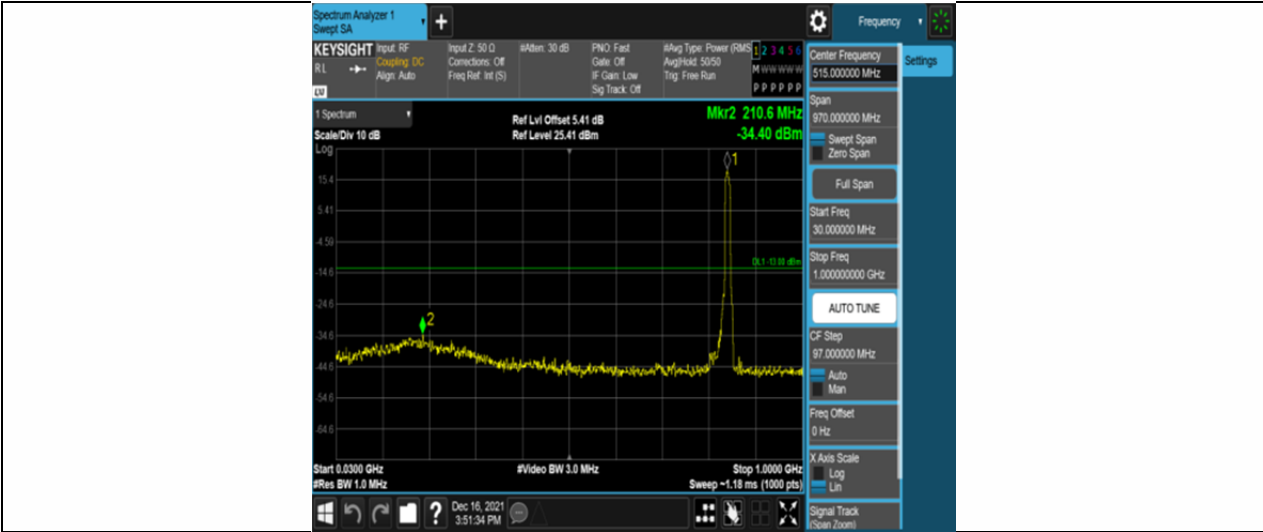 Spectrum Analyzer 1
Swept SA
+
Frequency
KEYSIGHT
Input: RF
Coupling: DC
Align: Auto
RL
LV
Input Z: 50 Ω
Corrections: Off
Freq Ref: Int (S)
#Atten: 30 dB
PNO: Fast
Gate: Off
IF Gain: Low
Sig Track: Off
#Avg Type: Power (RMS
Avg|Hold: 50/50
Trig: Free Run
1 2 3 4 5 6
M W W W W W
P P P P P P
Center Frequency
515.000000 MHz
Settings
Span
970.000000 MHz
Swept Span
Zero Span
Full Span
Start Freq
30.000000 MHz
Stop Freq
1.000000000 GHz
AUTO TUNE
CF Step
97.000000 MHz
Auto
Man
Freq Offset
0 Hz
X Axis Scale
Log
Lin
Signal Track
(Span Zoom)
1 Spectrum
Scale/Div 10 dB
Ref Lvl Offset 5.41 dB
Ref Level 25.41 dBm
Mkr2 210.6 MHz
-34.40 dBm
Log
15.4
5.41
-4.59
-14.6
-24.6
-34.6
-44.6
-54.6
-64.6
1
DL1 -13.00 dBm
2
Start 0.0300 GHz
#Res BW 1.0 MHz
#Video BW 3.0 MHz
Stop 1.0000 GHz
Sweep ~1.18 ms (1000 pts)
?
Dec 16, 2021
3:51:34 PM